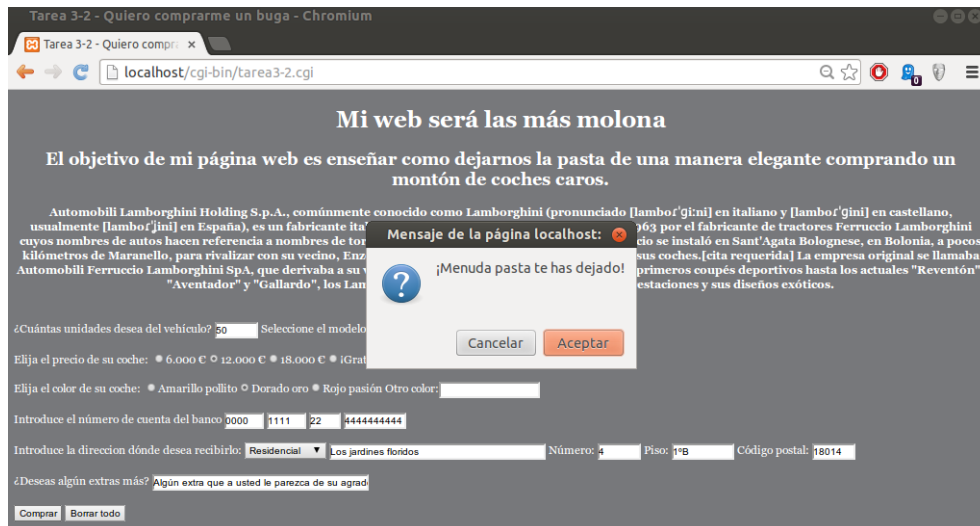 Tarea 3-2 - Quiero comprarme un buga - Chromium
Tarea 3-2 - Quiero compra
localhost/cgi-bin/tarea3-2.cgi
0
Mi web será las más molona
El objetivo de mi página web es enseñar como dejarnos la pasta de una manera elegante comprando un
montón de coches caros.
Automobili Lamborghini Holding S.p.A., comúnmente conocido como Lamborghini (pronunciado [lamborˈɡiːni] en italiano y [lamborˈɡini] en castellano,
usualmente [lamborˈʝini] en España), es un fabricante ita 963 por el fabricante de tractores Ferruccio Lamborghini
cuyos nombres de autos hacen referencia a nombres de tor cio se instaló en Sant'Agata Bolognese, en Bolonia, a pocos
kilómetros de Maranello, para rivalizar con su vecino, Enz sus coches.[cita requerida] La empresa original se llamaba
Automobili Ferruccio Lamborghini SpA, que derivaba a su v primeros coupés deportivos hasta los actuales "Reventón"
"Aventador" y "Gallardo", los Lam estaciones y sus diseños exóticos.
Mensaje de la página localhost:
¡Menuda pasta te has dejado!
Cancelar Aceptar
¿Cuántas unidades desea del vehículo? 50 Seleccione el modelo
Elija el precio de su coche: 6.000 € 12.000 € 18.000 € ¡Grat
Elija el color de su coche: Amarillo pollito Dorado oro Rojo pasión Otro color:
Introduce el número de cuenta del banco 0000 1111 22 4444444444
Introduce la direccion dónde desea recibirlo: Residencial Los jardines floridos Número: 4 Piso: 1ºB Código postal: 18014
¿Deseas algún extras más? Algún extra que a usted le parezca de su agrad
Comprar Borrar todo